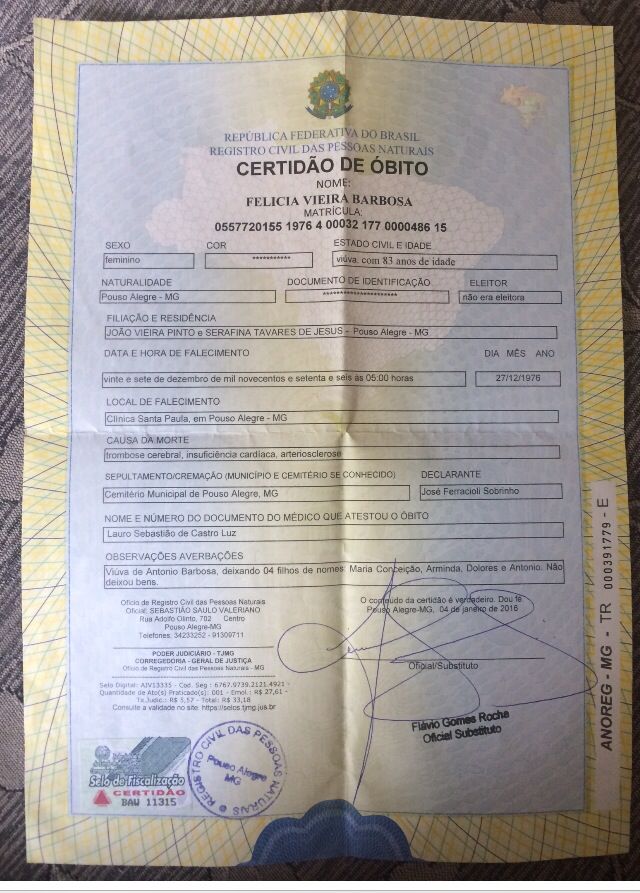 REPÚBLICA FEDERATIVA DO BRASIL
REGISTRO CIVIL DAS PESSOAS NATURAIS
CERTIDÃO DE ÓBITO
NOME:
FELICIA VIEIRA BARBOSA
MATRÍCULA:
0557720155 1976 4 00032 177 0000486 15
SEXO COR ESTADO CIVIL E IDADE
feminino *********** viúva, com 83 anos de idade
NATURALIDADE DOCUMENTO DE IDENTIFICAÇÃO ELEITOR
Pouso Alegre - MG ********************* não era eleitora
FILIAÇÃO E RESIDÊNCIA
JOÃO VIEIRA PINTO e SERAFINA TAVARES DE JESUS - Pouso Alegre - MG
DATA E HORA DE FALECIMENTO DIA MÊS ANO
vinte e sete de dezembro de mil novecentos e setenta e seis às 05:00 horas 27/12/1976
LOCAL DE FALECIMENTO
Clínica Santa Paula, em Pouso Alegre - MG
CAUSA DA MORTE
trombose cerebral, insuficiência cardíaca, arteriosclerose
SEPULTAMENTO/CREMAÇÃO (MUNICÍPIO E CEMITÉRIO SE CONHECIDO) DECLARANTE
Cemitério Municipal de Pouso Alegre, MG José Ferracioli Sobrinho
NOME E NÚMERO DO DOCUMENTO DO MÉDICO QUE ATESTOU O ÓBITO
Lauro Sebastião de Castro Luz
OBSERVAÇÕES AVERBAÇÕES
Viúva de Antonio Barbosa, deixando 04 filhos de nomes: Maria Conceição, Arminda, Dolores e Antonio. Não
deixou bens.
Ofício de Registro Civil das Pessoas Naturais
Oficial: SEBASTIÃO SAULO VALERIANO
Rua Adolfo Olinto, 702 Centro
Pouso Alegre-MG
Telefones: 34233252 - 91309711
PODER JUDICIÁRIO - TJMG
CORREGEDORIA - GERAL DE JUSTIÇA
Ofício de Registro Civil das Pessoas Naturais - MG
Selo Digital: AIV13335 - Cod. Seg : 6767.9739.2121.4921 -
Quantidade de Ato(s) Praticado(s): 001 - Emol.: R$ 27,61 -
Tx.Judic.: R$ 5,57 - Total: R$ 33,18
Consulte a validade no site: https://selos.tjmg.jus.br
O conteúdo da certidão é verdadeiro. Dou fé
Pouso Alegre-MG, 04 de janeiro de 2016
Oficial/Substituto
Flávio Gomes Rocha
Oficial Substituto
Selo de Fiscalização
CERTIDÃO
BAW 11315
REGISTRO CIVIL DAS PESSOAS NATURAIS
Pouso Alegre
MG
ANOREG - MG - TR 000391779 - E